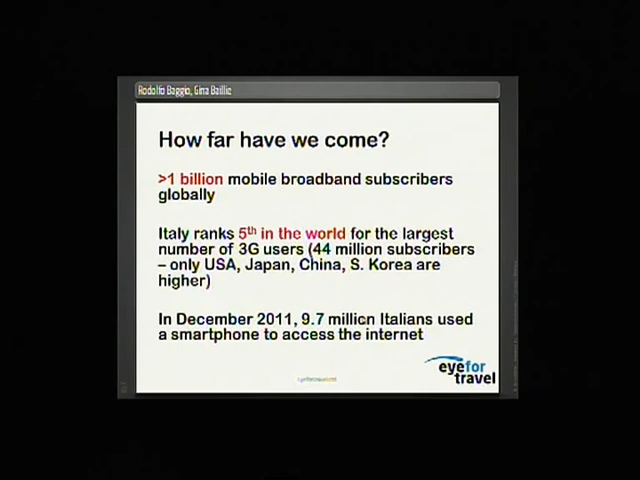 Rodolfo Baggio, Gina Baillie
How far have we come?
>1 billion mobile broadband subscribers
globally
Italy ranks 5th in the world for the largest
number of 3G users (44 million subscribers
– only USA, Japan, China, S. Korea are
higher)
In December 2011, 9.7 million Italians used
a smartphone to access the internet
eyefor
travel